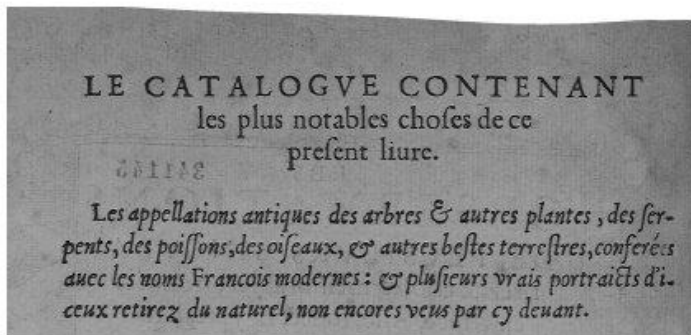 LE CATALOGVE CONTENANT
les plus notables choſes de ce
preſent liure.
341145
Les appellations antiques des arbres & autres plantes, des ſer-
pents, des poiſſons, des oiſeaux, & autres beſtes terreſtres, conferées
auec les noms Francois modernes: & pluſieurs vrais portraicts d'i-
ceux retirez du naturel, non encores veus par cy deuant.